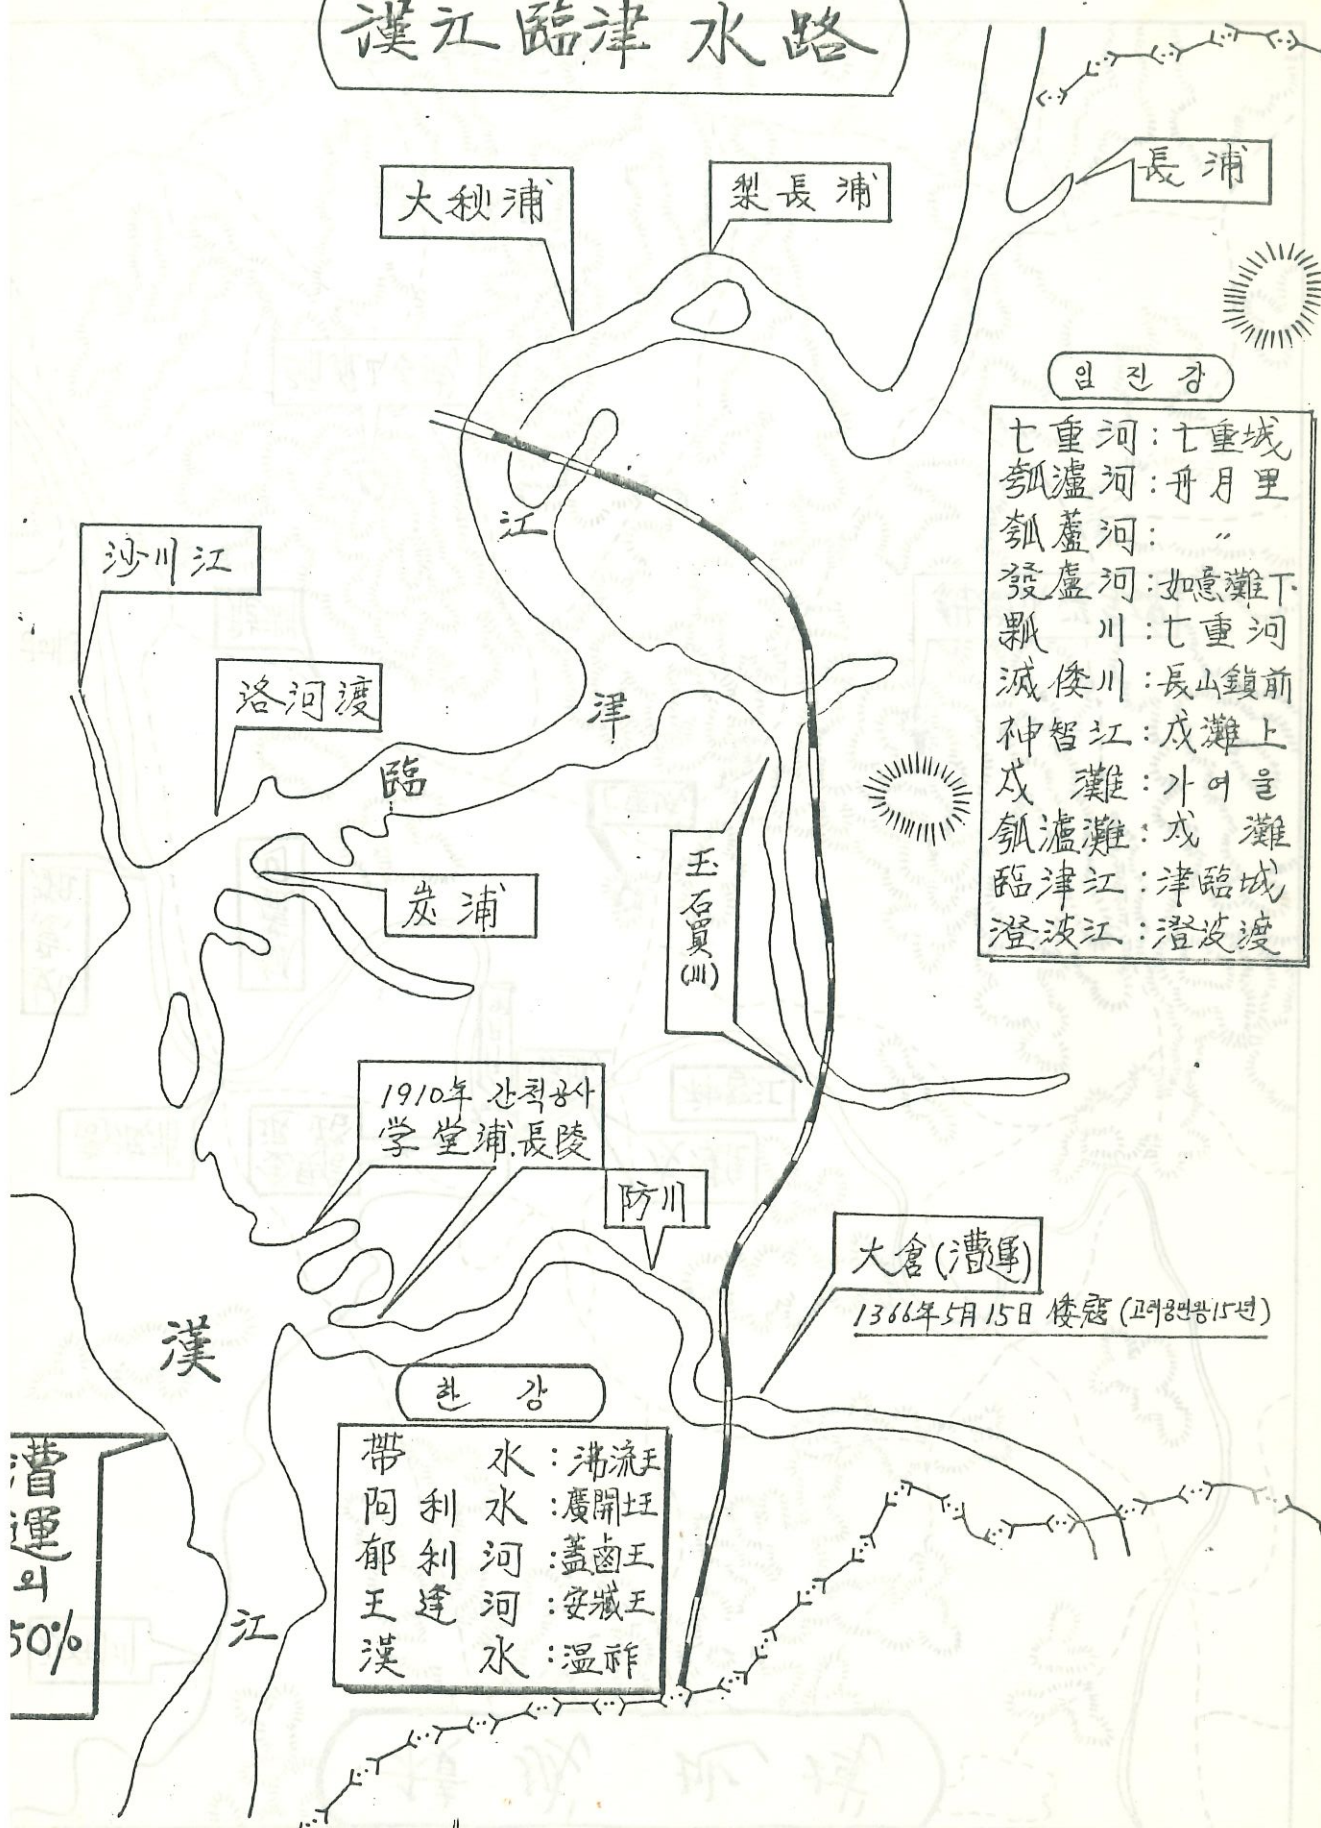 漢江臨津 水路
長浦
大秋浦
梨長浦
임진강
七重河:七重城
瓠瀘河:舟月里
瓠蘆河: 〃
發盧河:如意灘下
瓢川:七重河
滅倭川:長山鎭前
神智江:戍灘上
戍灘:가여울
瓠瀘灘:戍灘
臨津江:津臨城
澄波江:澄波渡
江
沙川江
洛河渡
津
臨
炭浦
玉石買(川)
1910年 간척공사
学堂浦.長陵
防川
大倉(漕運)
1366年5月15日 倭寇 (고려공민왕15년)
漢
한강
帶水:沸流王
阿利水:廣開土王
郁利河:蓋鹵王
王逢河:安臧王
漢水:温祚
漕運의
50%
江